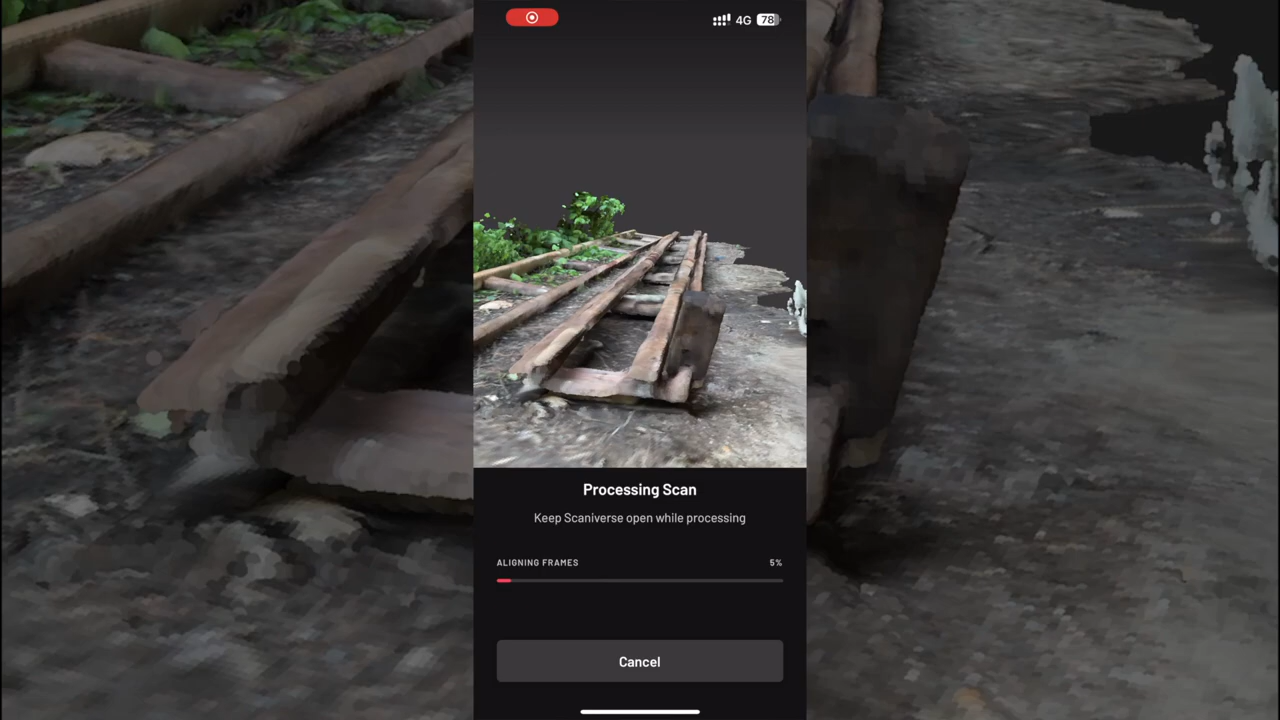 4G 78
Processing Scan
Keep Scaniverse open while processing
ALIGNING FRAMES 5%
Cancel